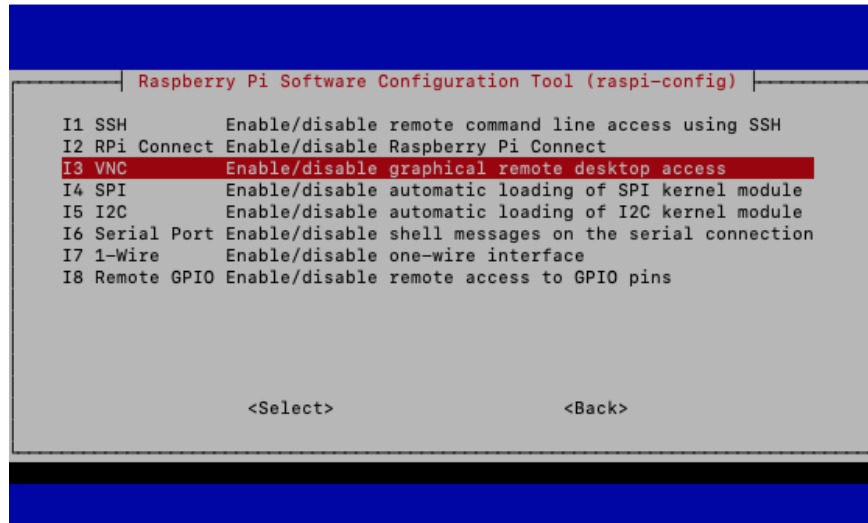 Raspberry Pi Software Configuration Tool (raspi-config)
I1 SSH Enable/disable remote command line access using SSH
I2 RPi Connect Enable/disable Raspberry Pi Connect
I3 VNC Enable/disable graphical remote desktop access
I4 SPI Enable/disable automatic loading of SPI kernel module
I5 I2C Enable/disable automatic loading of I2C kernel module
I6 Serial Port Enable/disable shell messages on the serial connection
I7 1-Wire Enable/disable one-wire interface
I8 Remote GPIO Enable/disable remote access to GPIO pins
<Select> <Back>